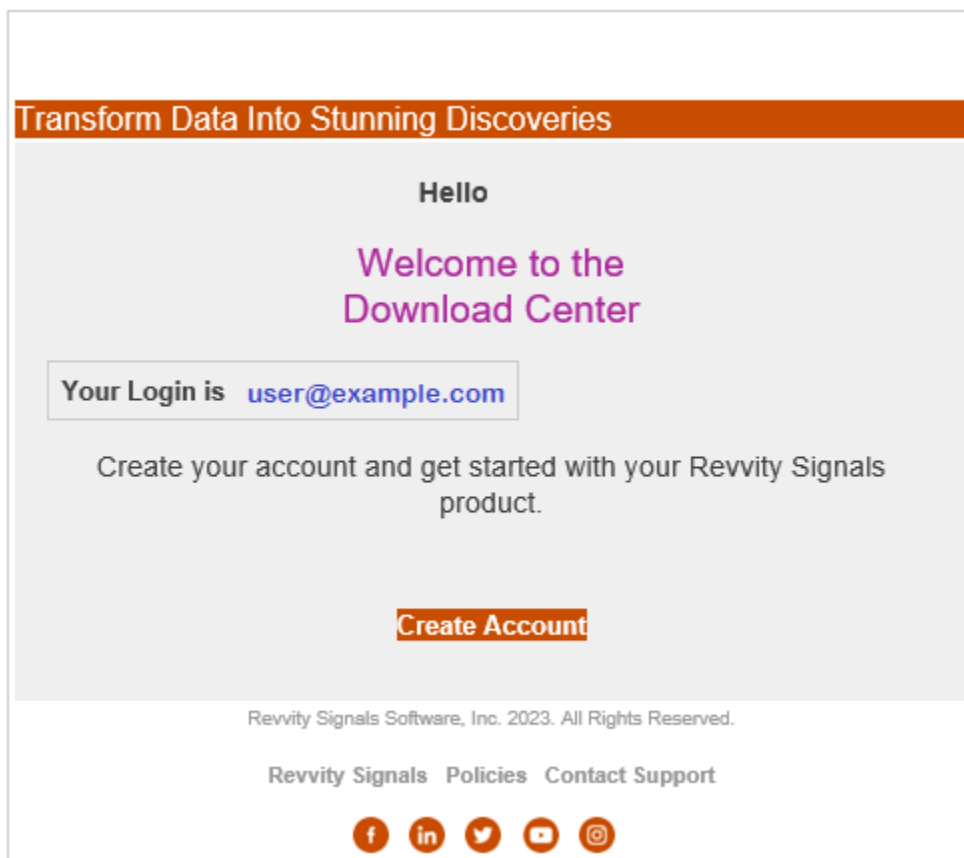 Transform Data Into Stunning Discoveries
Hello
Welcome to the
Download Center
Your Login is user@example.com
Create your account and get started with your Revvity Signals
product.
Create Account
Revvity Signals Software, Inc. 2023. All Rights Reserved.
Revvity Signals Policies Contact Support